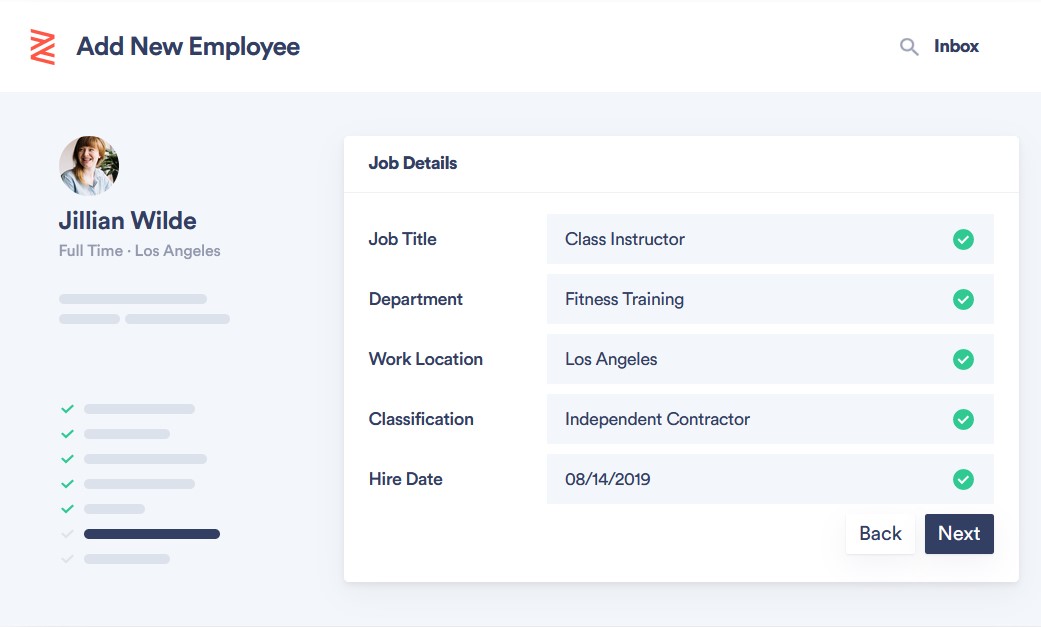 Add New Employee
Inbox
Jillian Wilde
Full Time · Los Angeles
Job Details
Job Title
Class Instructor
Department
Fitness Training
Work Location
Los Angeles
Classification
Independent Contractor
Hire Date
08/14/2019
Back
Next